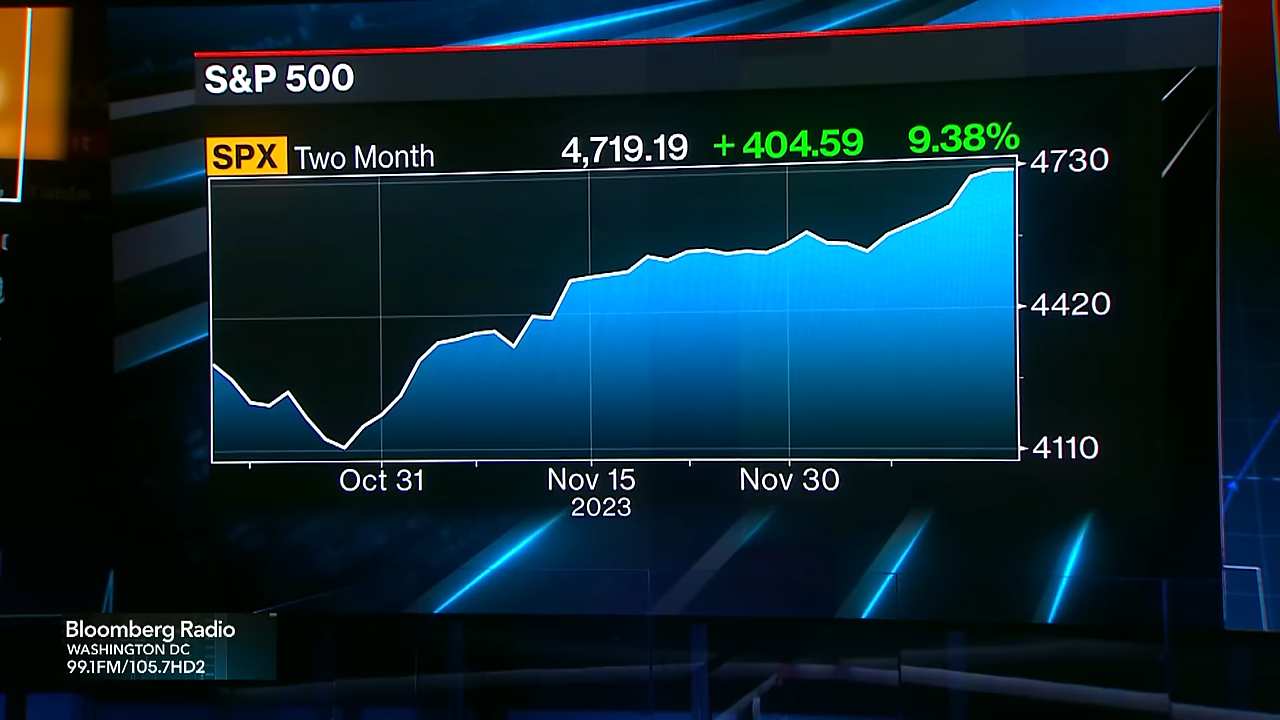 S&P 500
SPX Two Month 4,719.19 +404.59 9.38%
4730
4420
4110
Oct 31 Nov 15 Nov 30
2023
Bloomberg Radio
WASHINGTON DC
99.1FM/105.7HD2